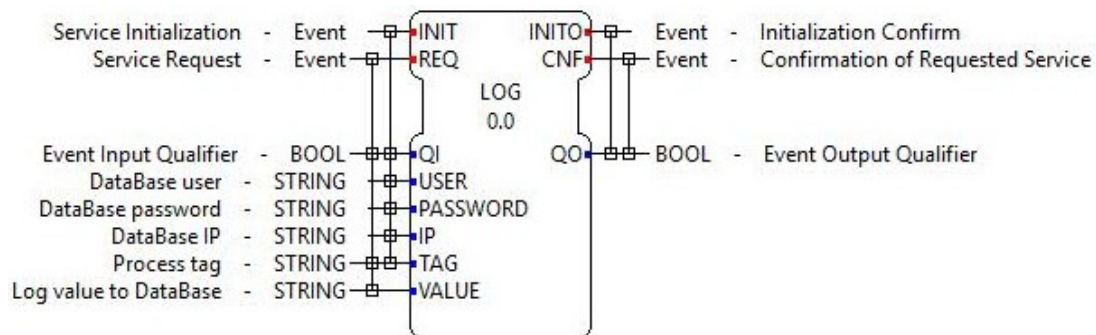 Service Initialization - Event INIT INITO Event - Initialization Confirm
Service Request - Event REQ CNF Event - Confirmation of Requested Service
LOG
0.0
Event Input Qualifier - BOOL QI QO BOOL - Event Output Qualifier
DataBase user - STRING USER
DataBase password - STRING PASSWORD
DataBase IP - STRING IP
Process tag - STRING TAG
Log value to DataBase - STRING VALUE